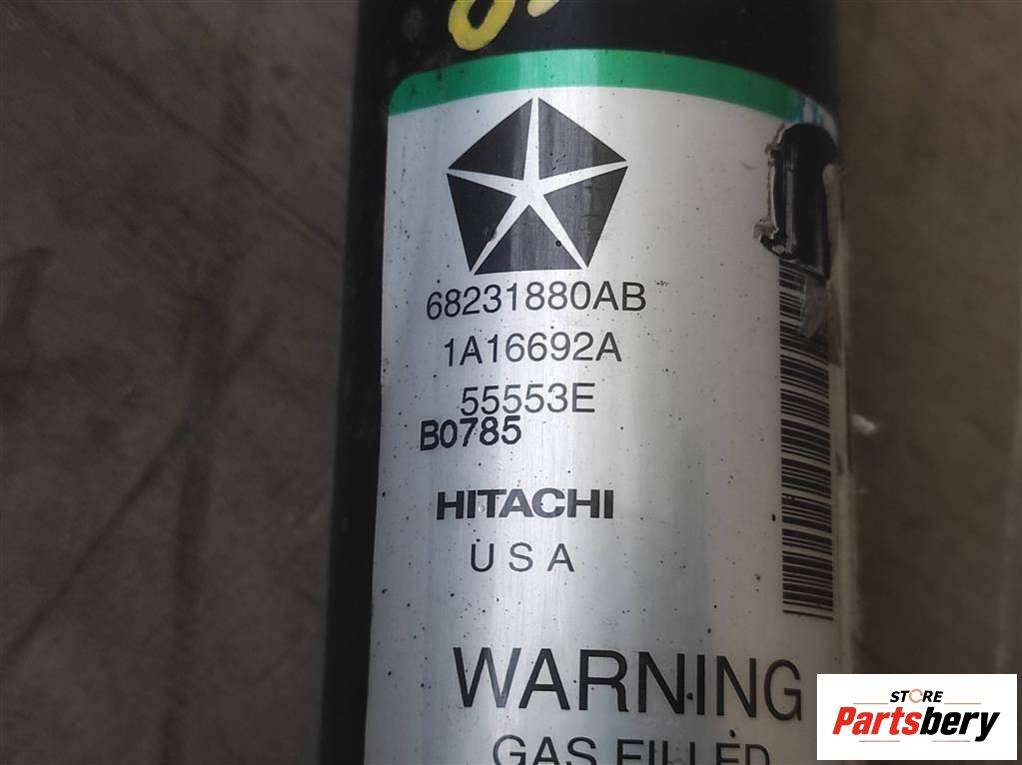 68231880AB
1A16692A
55553E
B0785
HITACHI
USA
WARNING
GAS FILLED
STORE
Partsbery